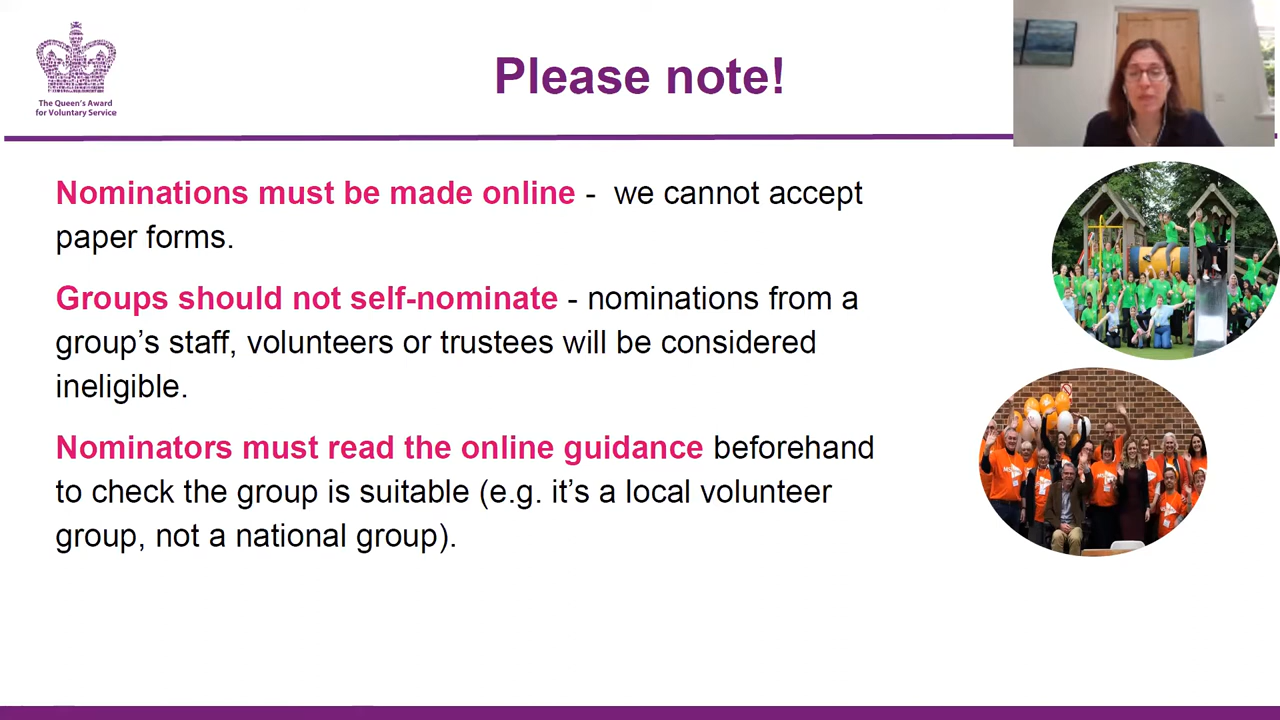 The Queen's Award
for Voluntary Service
Please note!
Nominations must be made online -  we cannot accept
paper forms.
Groups should not self-nominate - nominations from a
group’s staff, volunteers or trustees will be considered
ineligible.
Nominators must read the online guidance beforehand
to check the group is suitable (e.g. it’s a local volunteer
group, not a national group).